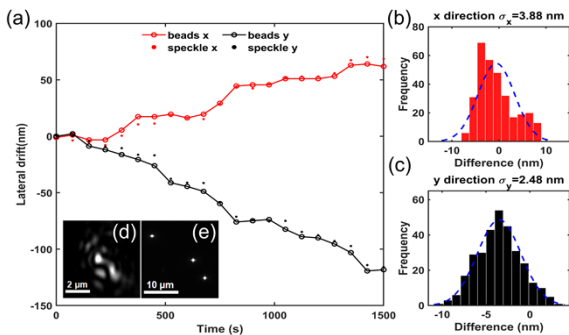 (a)
beads x
beads y
speckle x
speckle y
100
50
0
-50
-100
-150
Lateral drift(nm)
0
500
1000
1500
Time (s)
(d)
2 μm
(e)
10 μm
(b)
x direction σx=3.88 nm
80
60
40
20
0
Frequency
-10
0
10
Difference (nm)
(c)
y direction σy=2.48 nm
60
40
20
0
Frequency
-10
-5
0
5
Difference (nm)